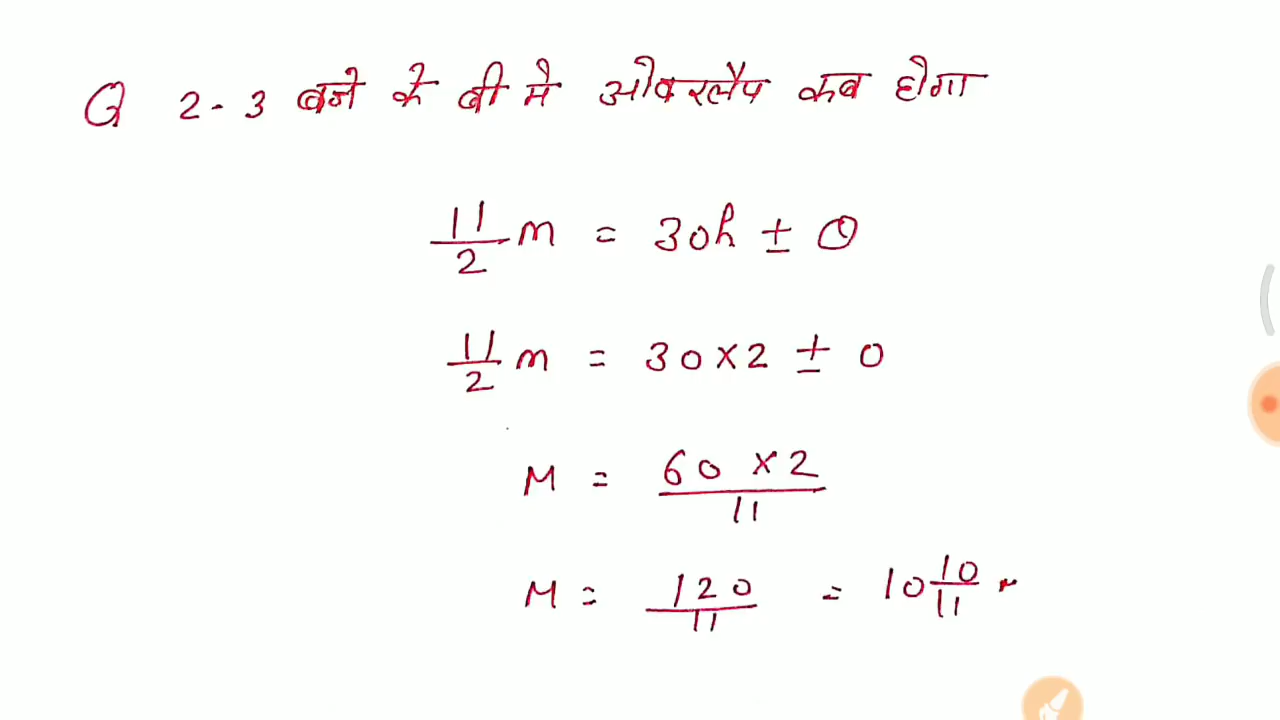 Q 2-3 बजे के बी मे ओवरलैप कब होगा
11/2 m = 30h ± θ
11/2 m = 30×2 ± 0
M = 60×2/11
M = 120/11 = 10 10/11